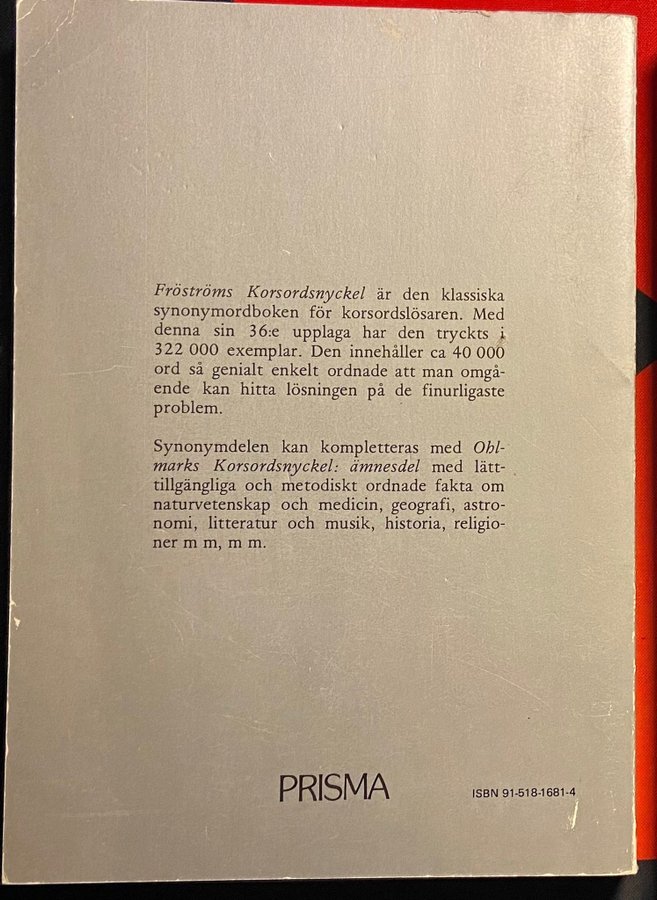 Fröströms Korsordsnyckel är den klassiska
synonymordboken för korsordslösaren. Med
denna sin 36:e upplaga har den tryckts i
322 000 exemplar. Den innehåller ca 40 000
ord så genialt enkelt ordnade att man omgå-
ende kan hitta lösningen på de finurligaste
problem.
Synonymdelen kan kompletteras med Ohl-
marks Korsordsnyckel: ämnesdel med lätt-
tillgängliga och metodiskt ordnade fakta om
naturvetenskap och medicin, geografi, astro-
nomi, litteratur och musik, historia, religio-
ner m m, m m.
PRISMA
ISBN 91-518-1681-4